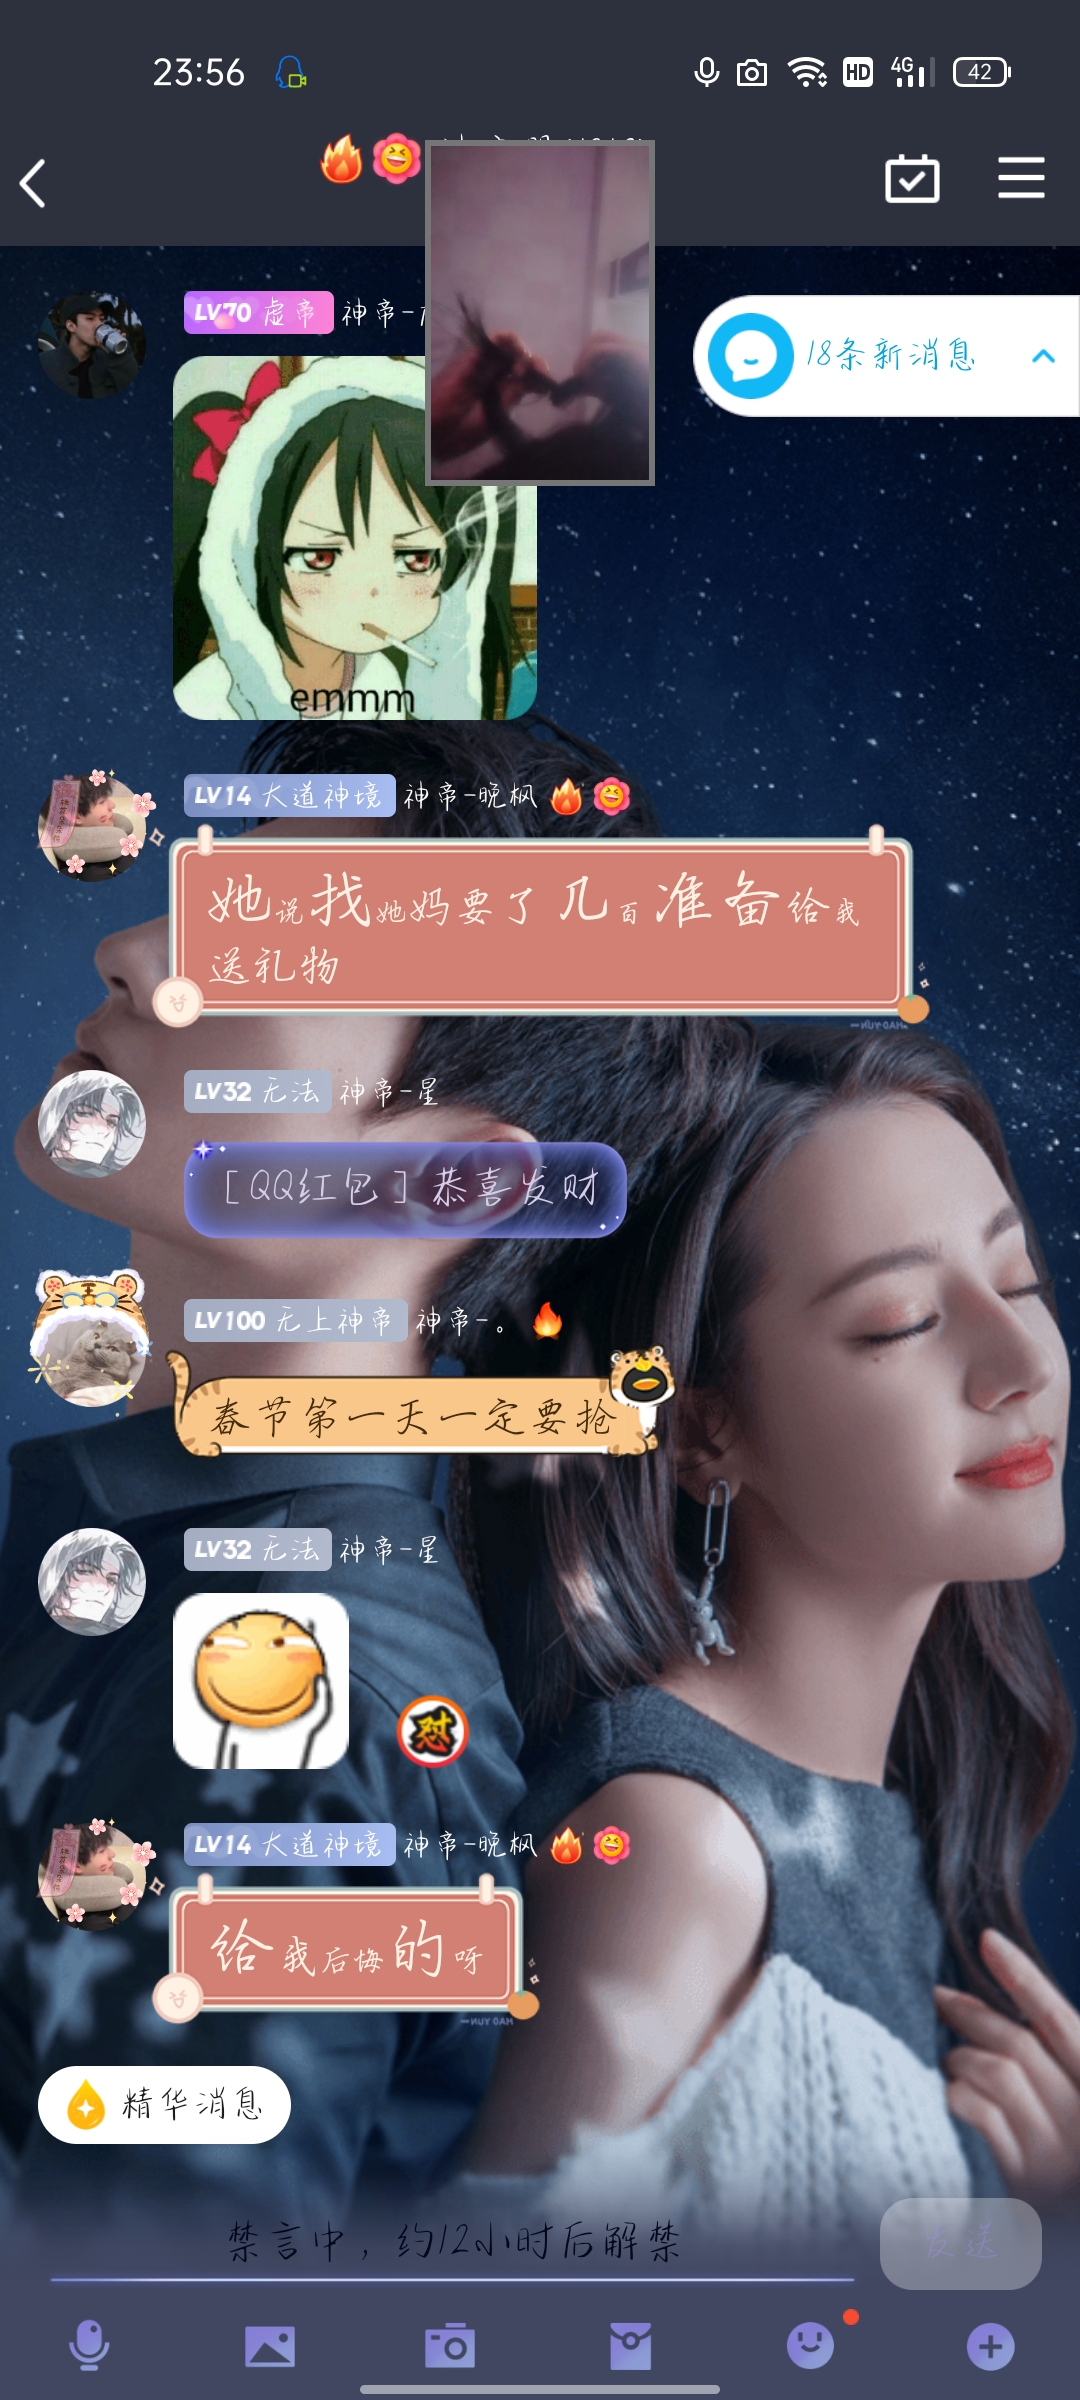 23:56
HD
4G
42
LV70 虚帝 神帝-
18条新消息
emmm
LV14 大道神境 神帝-晚枫
她说找她妈要了几百准备给我
送礼物
LV32 无法 神帝-星
[QQ红包]恭喜发财
LV100 无上神帝 神帝-。
春节第一天一定要抢
LV32 无法 神帝-星
怼
LV14 大道神境 神帝-晚枫
给我后悔的呀
精华消息
禁言中，约12小时后解禁
发送